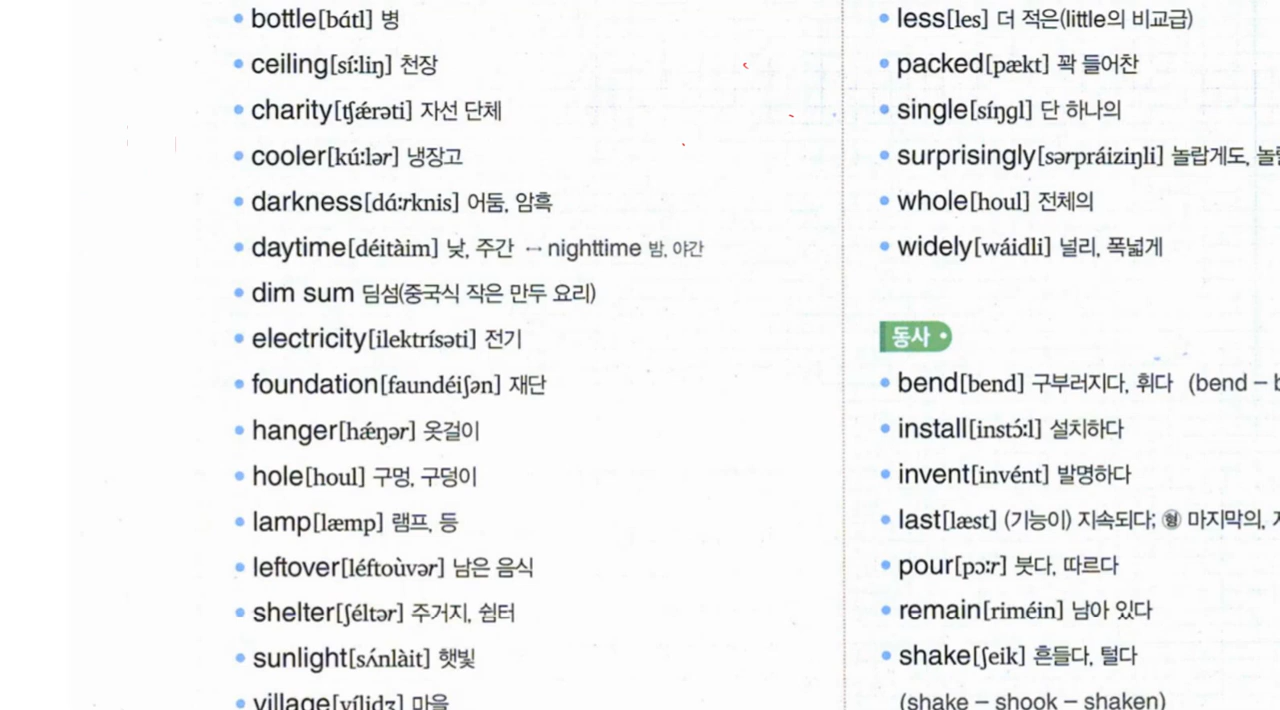 bottle[bátl] 병
ceiling[síːliŋ] 천장
charity[tʃǽrəti] 자선 단체
cooler[kúːlər] 냉장고
darkness[dáːrknis] 어둠, 암흑
daytime[déitàim] 낮, 주간 ↔ nighttime 밤, 야간
dim sum 딤섬(중국식 작은 만두 요리)
electricity[ilektrísəti] 전기
foundation[faundéiʃən] 재단
hanger[hǽŋər] 옷걸이
hole[houl] 구멍, 구덩이
lamp[læmp] 램프, 등
leftover[léftoùvər] 남은 음식
shelter[ʃéltər] 주거지, 쉼터
sunlight[sʌ́nlàit] 햇빛
village[vílidʒ] 마을
less[les] 더 적은(little의 비교급)
packed[pækt] 꽉 들어찬
single[síŋgl] 단 하나의
surprisingly[sərpráiziŋli] 놀랍게도,
whole[houl] 전체의
widely[wáidli] 널리, 폭넓게
동사
bend[bend] 구부러지다, 휘다 (bend –
install[instɔ́ːl] 설치하다
invent[invént] 발명하다
last[læst] (기능이) 지속되다; 형 마지막의,
pour[pɔːr] 붓다, 따르다
remain[riméin] 남아 있다
shake[ʃeik] 흔들다, 털다
(shake – shook – shaken)